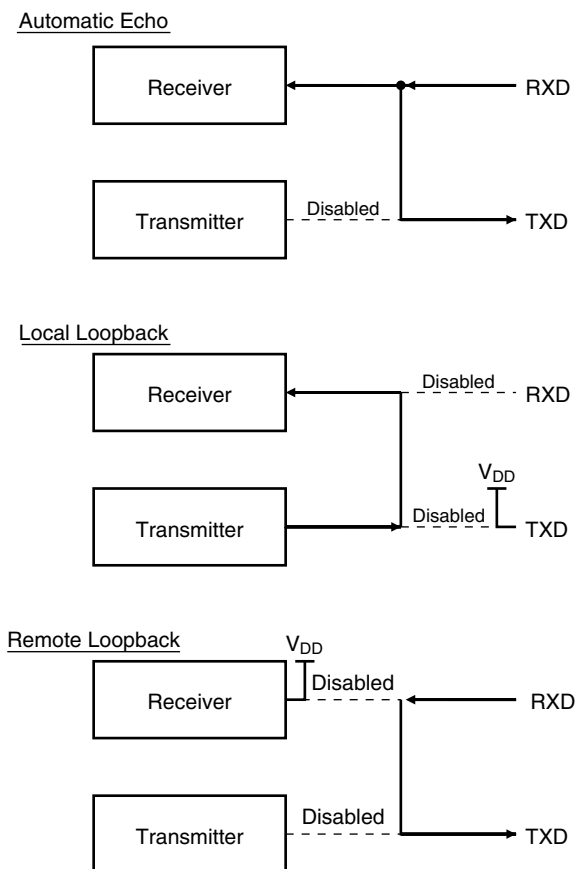 Automatic Echo
Receiver
RXD
Transmitter
Disabled
TXD
Local Loopback
Receiver
Disabled
RXD
VDD
Transmitter
Disabled
TXD
Remote Loopback
VDD
Receiver
Disabled
RXD
Transmitter
Disabled
TXD